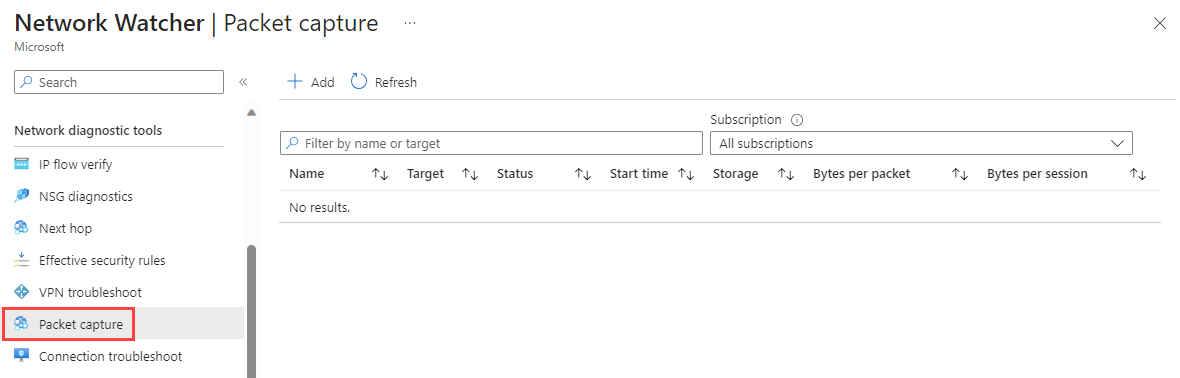 Network Watcher | Packet capture ...
Microsoft
Search «
Add Refresh
Network diagnostic tools
IP flow verify
NSG diagnostics
Next hop
Effective security rules
VPN troubleshoot
Packet capture
Connection troubleshoot
Subscription
Filter by name or target All subscriptions
Name Target Status Start time Storage Bytes per packet Bytes per session
No results.